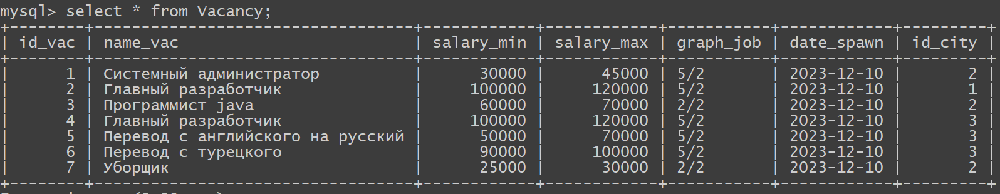 mysql> select * from Vacancy;
+--------+----------------------------------+------------+------------+-----------+------------+---------+
| id_vac | name_vac                         | salary_min | salary_max | graph_job | date_spawn | id_city |
+--------+----------------------------------+------------+------------+-----------+------------+---------+
|      1 | Системный администратор          |      30000 |      45000 | 5/2       | 2023-12-10 |       2 |
|      2 | Главный разработчик              |     100000 |     120000 | 5/2       | 2023-12-10 |       1 |
|      3 | Программист java                 |      60000 |      70000 | 2/2       | 2023-12-10 |       2 |
|      4 | Главный разработчик              |     100000 |     120000 | 5/2       | 2023-12-10 |       3 |
|      5 | Перевод с английского на русский |      50000 |      70000 | 5/2       | 2023-12-10 |       3 |
|      6 | Перевод с турецкого              |      90000 |     100000 | 5/2       | 2023-12-10 |       3 |
|      7 | Уборщик                          |      25000 |      30000 | 2/2       | 2023-12-10 |       2 |
+--------+----------------------------------+------------+------------+-----------+------------+---------+